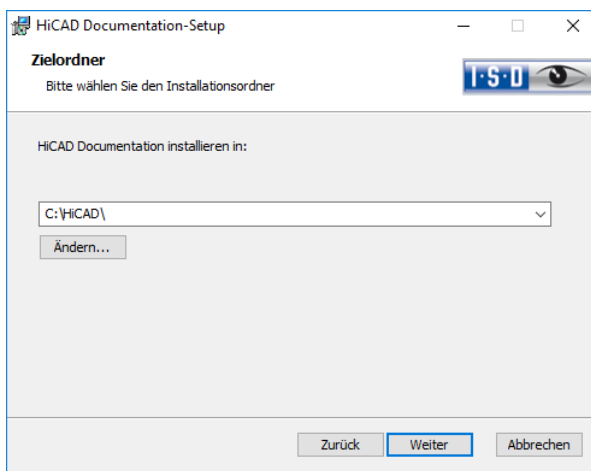 HiCAD Documentation-Setup
Zielordner
Bitte wählen Sie den Installationsordner
I·S·D
HiCAD Documentation installieren in:
C:\HiCAD\
Ändern...
Zurück Weiter Abbrechen